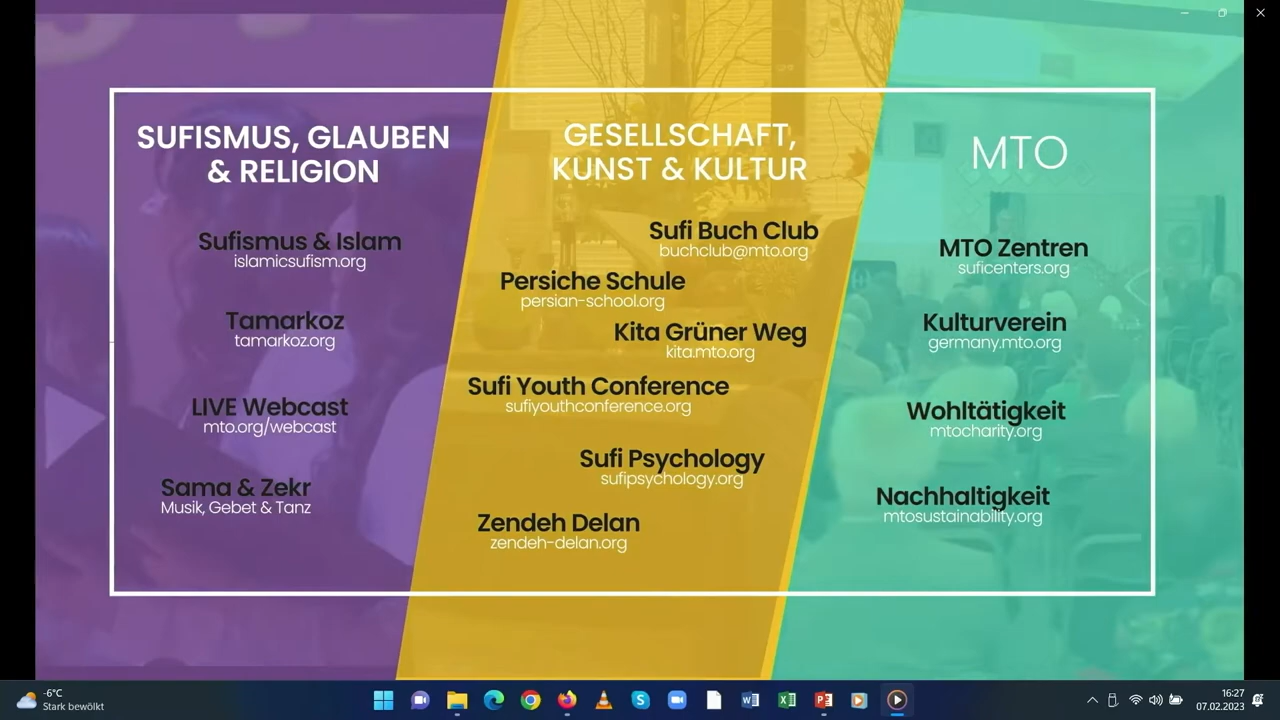 SUFISMUS, GLAUBEN
& RELIGION
Sufismus & Islam
islamicsufism.org
Tamarkoz
tamarkoz.org
LIVE Webcast
mto.org/webcast
Sama & Zekr
Musik, Gebet & Tanz
GESELLSCHAFT,
KUNST & KULTUR
Sufi Buch Club
buchclub@mto.org
Persiche Schule
persian-school.org
Kita Grüner Weg
kita.mto.org
Sufi Youth Conference
sufiyouthconference.org
Sufi Psychology
sufipsychology.org
Zendeh Delan
zendeh-delan.org
MTO
MTO Zentren
suficenters.org
Kulturverein
germany.mto.org
Wohltätigkeit
mtocharity.org
Nachhaltigkeit
mtosustainability.org
-6°C
Stark bewölkt
16:27
07.02.2023